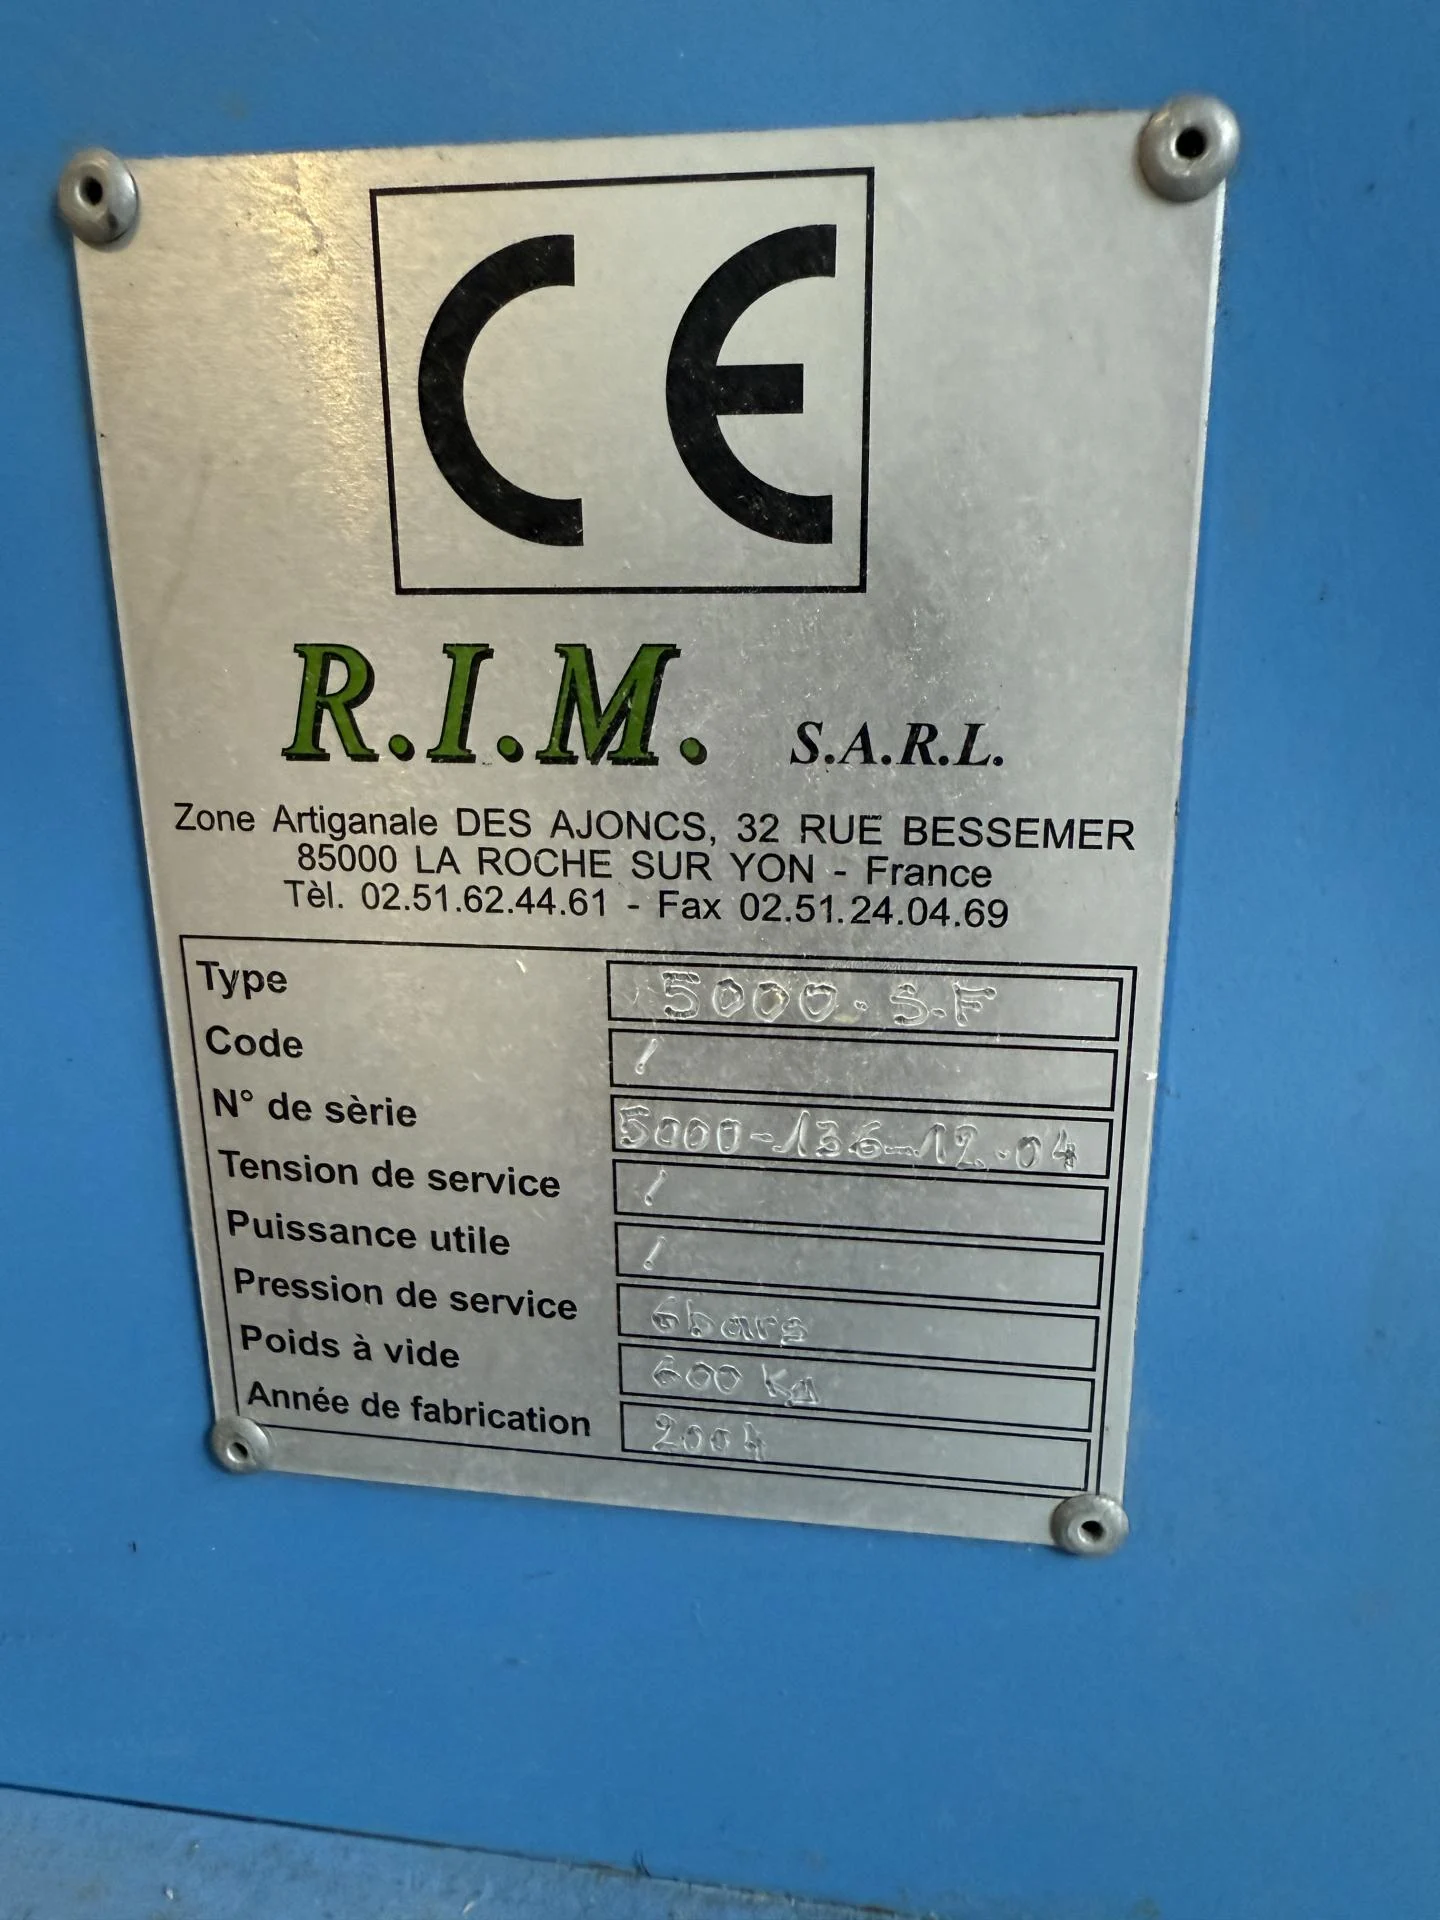 CE
R.I.M. S.A.R.L.
Zone Artiganale DES AJONCS, 32 RUE BESSEMER
85000 LA ROCHE SUR YON - France
Tèl. 02.51.62.44.61 - Fax 02.51.24.04.69
Type 5000.S.F
Code /
N° de sèrie 5000-136-12.04
Tension de service /
Puissance utile /
Pression de service 6bars
Poids à vide 600 Kg
Année de fabrication 2004